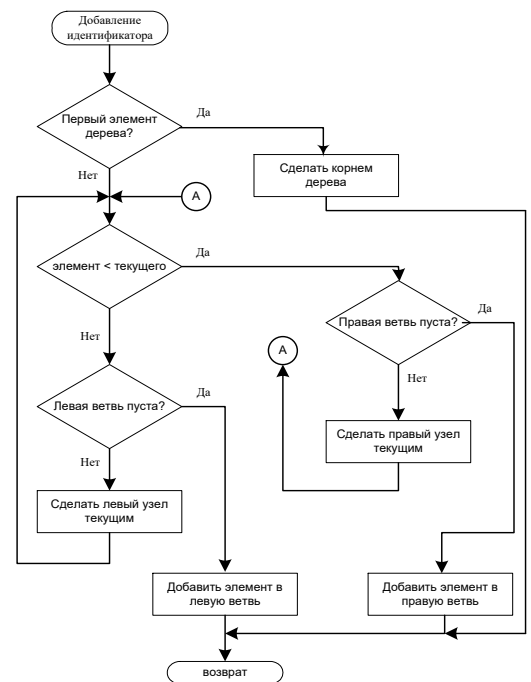 Добавление
идентификатора
Первый элемент
дерева?
Да
Нет
Сделать корнем
дерева
А
элемент < текущего
Да
Нет
Правая ветвь пуста?
Да
Нет
А
Левая ветвь пуста?
Да
Нет
Сделать правый узел
текущим
Сделать левый узел
текущим
Добавить элемент в
левую ветвь
Добавить элемент в
правую ветвь
возврат